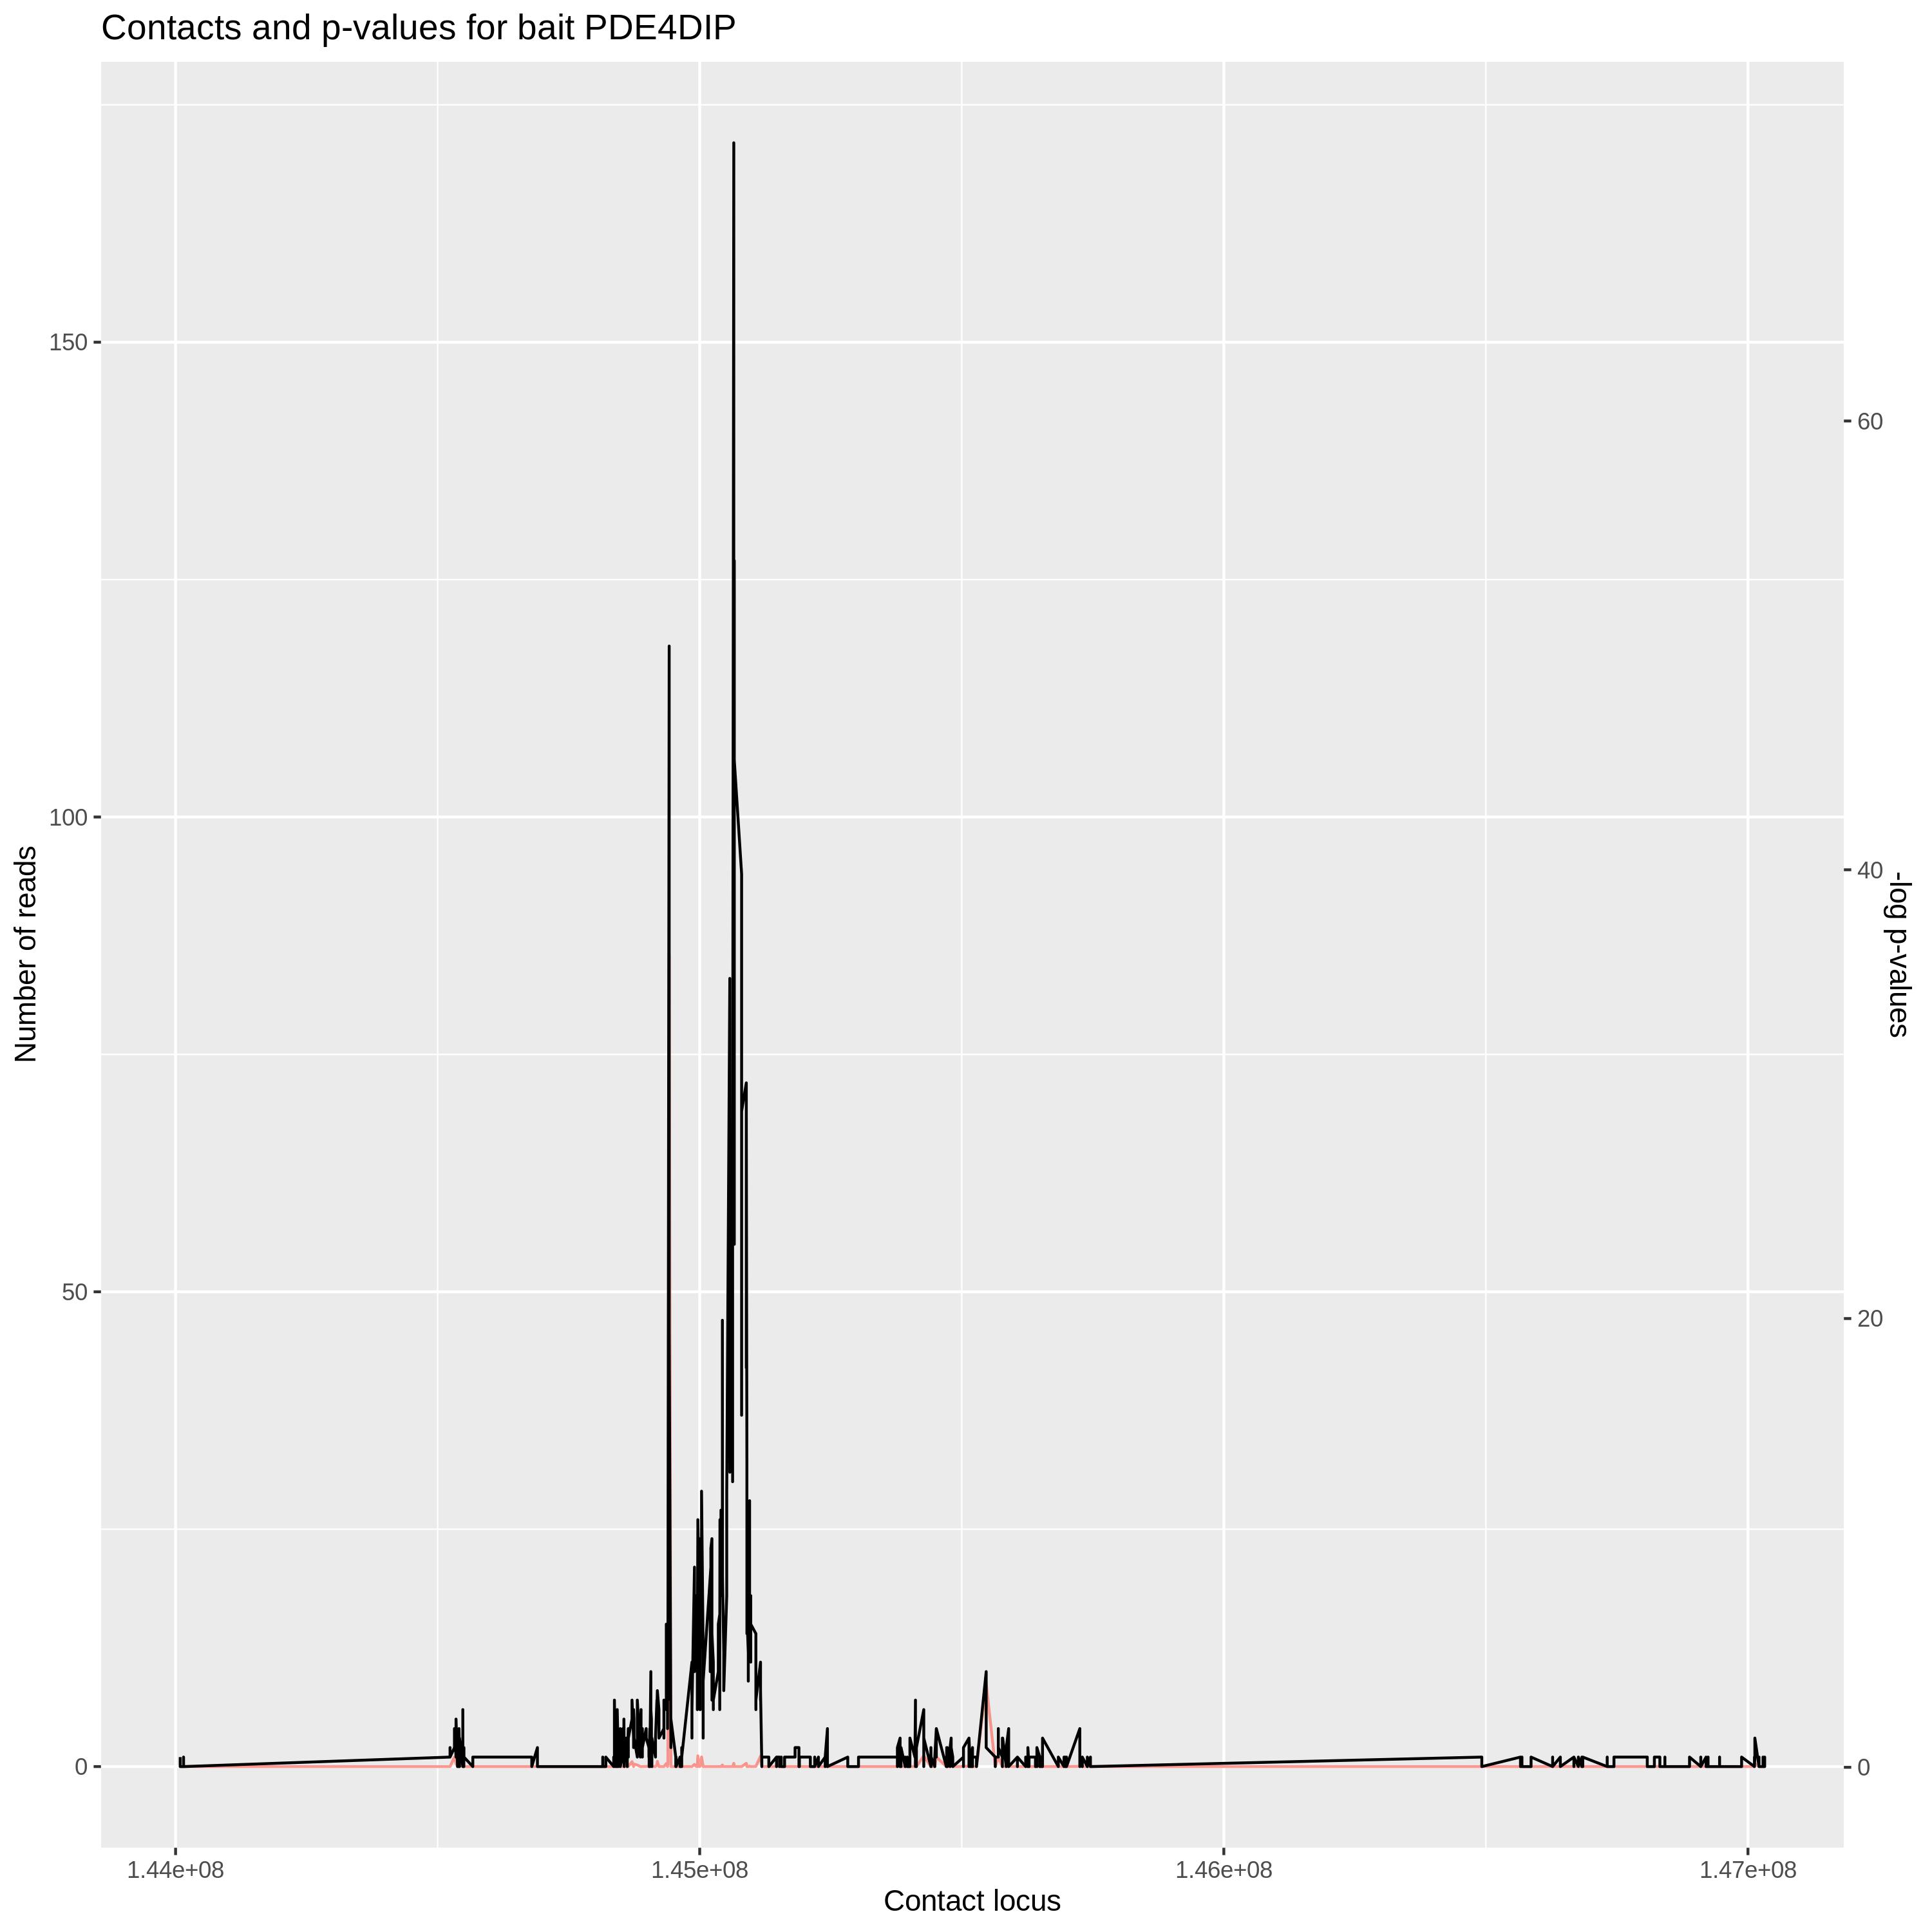 Contacts and p-values for bait PDE4DIP
150
100
50
0
Number of reads
60
40
20
0
-log p-values
1.44e+08
1.45e+08
1.46e+08
1.47e+08
Contact locus